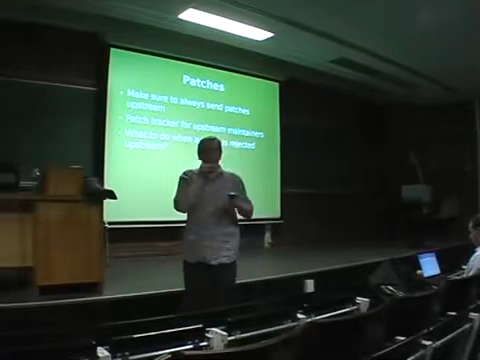 Patches
Make sure to always send patches
upstream
Patch tracker for upstream maintainers
What to do when a rejected
upstream?